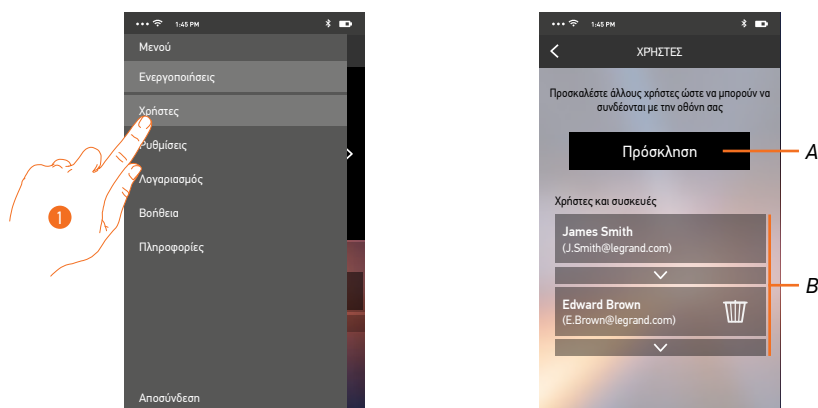 1:45 PM
Μενού
Ενεργοποιήσεις
Χρήστες
Ρυθμίσεις
Λογαριασμός
Βοήθεια
Πληροφορίες
Αποσύνδεση
1
1:45 PM
ΧΡΗΣΤΕΣ
Προσκαλέστε άλλους χρήστες ώστε να μπορούν να
συνδέονται με την οθόνη σας
Πρόσκληση
A
Χρήστες και συσκευές
James Smith
(J.Smith@legrand.com)
Edward Brown
(E.Brown@legrand.com)
B